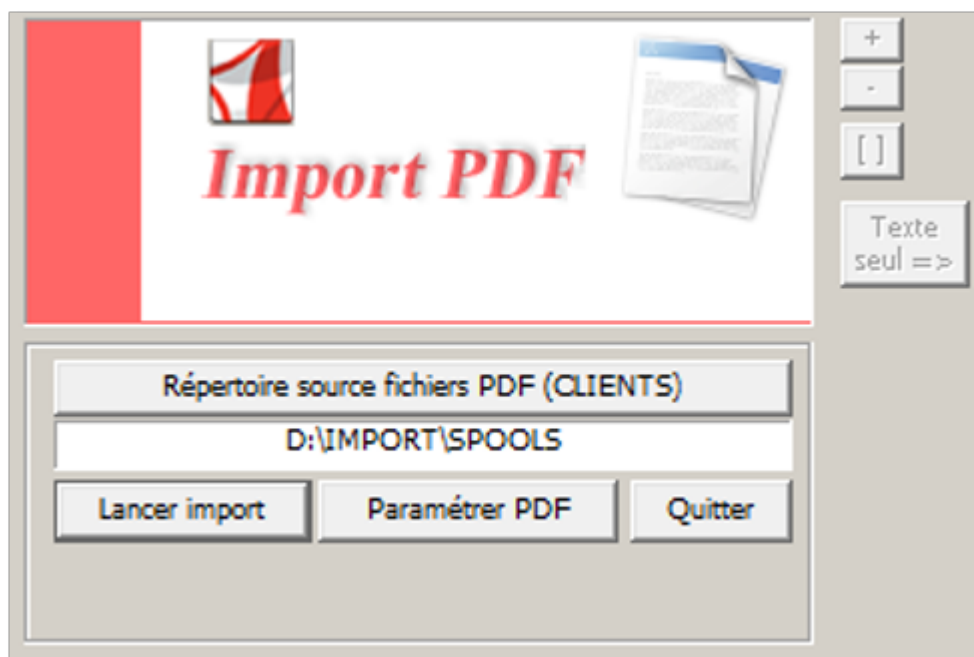 Import PDF
+
-
[ ]
Texte
seul =>
Répertoire source fichiers PDF (CLIENTS)
D:\IMPORT\SPOOLS
Lancer import
Paramétrer PDF
Quitter